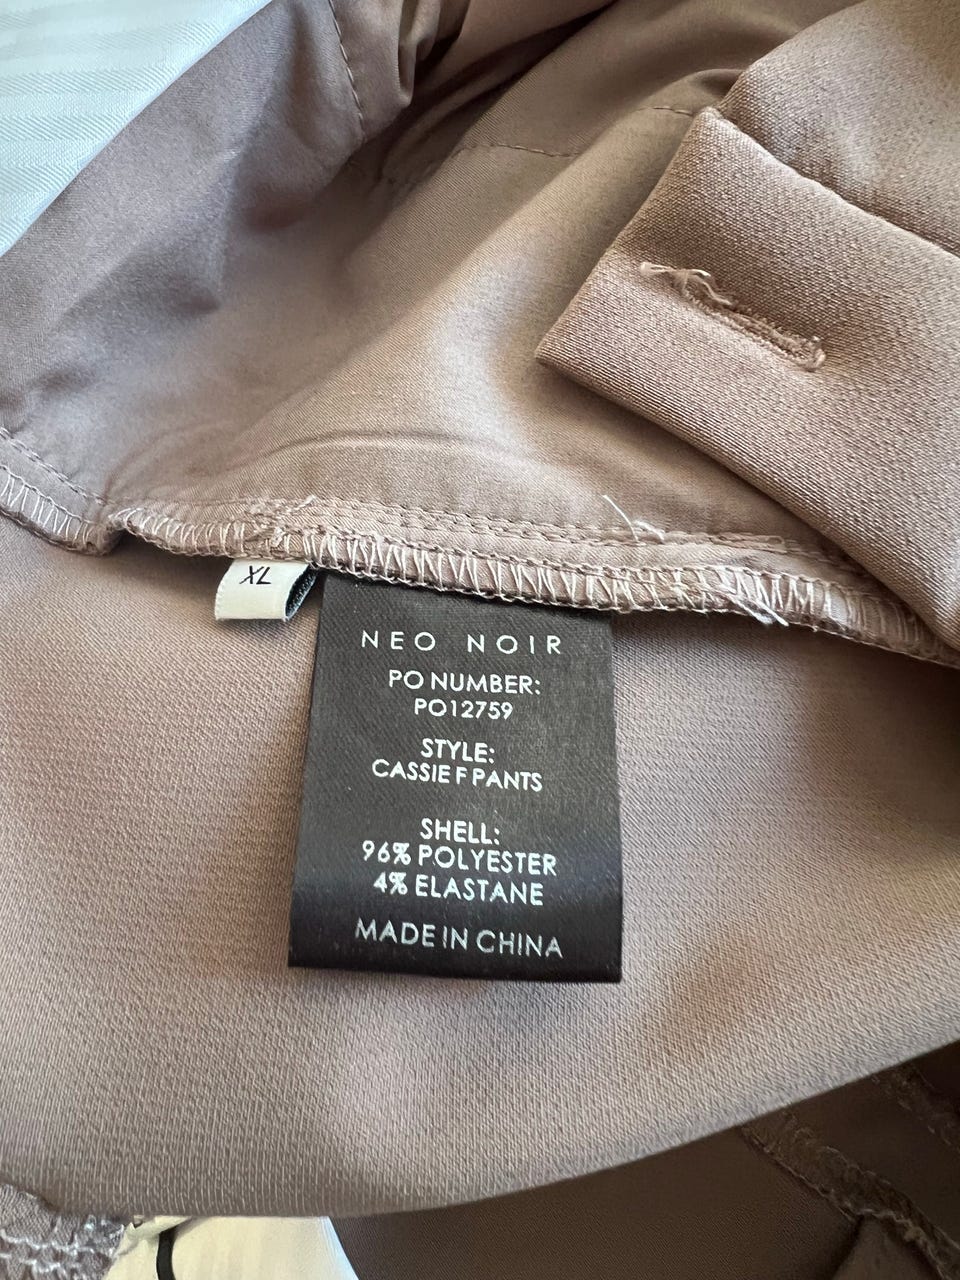 XL
NEO NOIR
PO NUMBER:
PO12759
STYLE:
CASSIE F PANTS
SHELL:
96% POLYESTER
4% ELASTANE
MADE IN CHINA